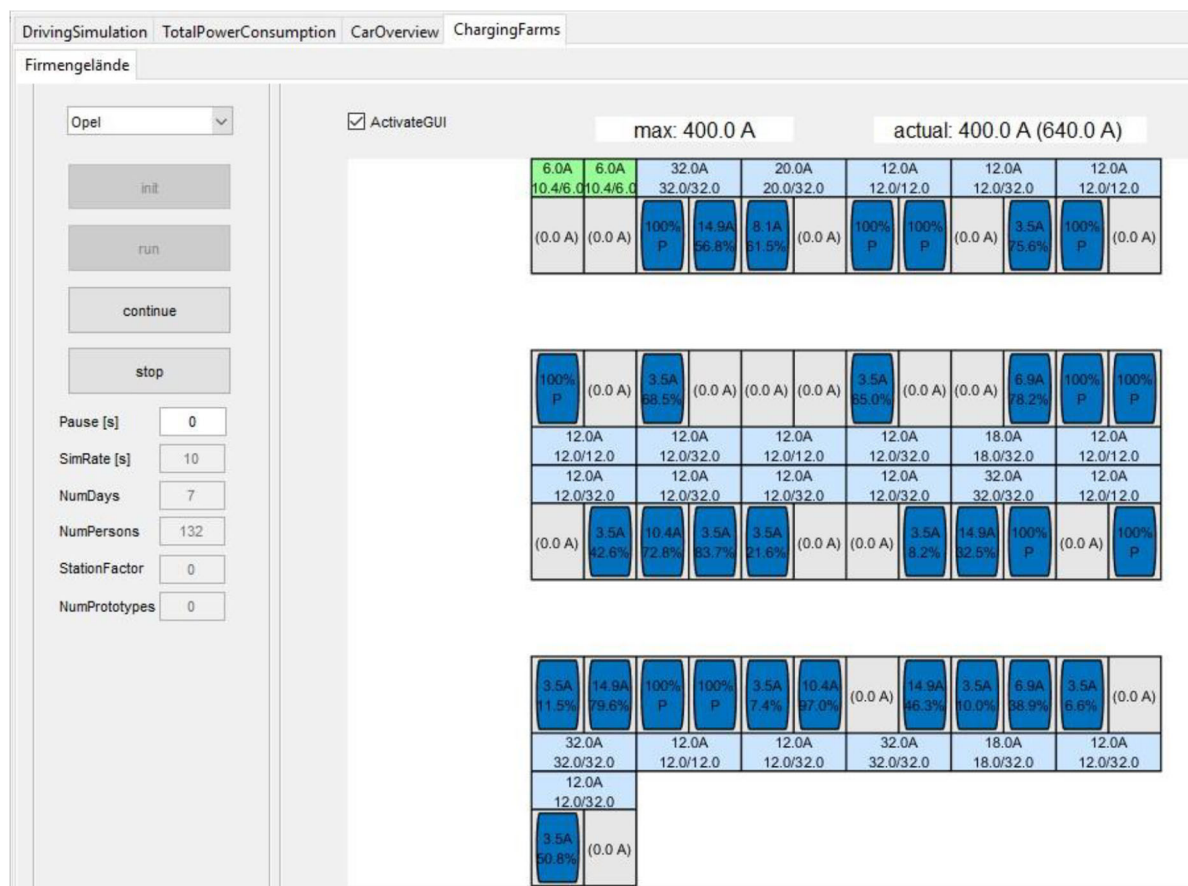 DrivingSimulation TotalPowerConsumption CarOverview ChargingFarms
Firmengelände
Opel
init
run
continue
stop
Pause [s] 0
SimRate [s] 10
NumDays 7
NumPersons 132
StationFactor 0
NumPrototypes 0
ActivateGUI
max: 400.0 A actual: 400.0 A (640.0 A)
6.0A 6.0A 32.0A 20.0A 12.0A 12.0A 12.0A
10.4/6.0 10.4/6.0 32.0/32.0 20.0/32.0 12.0/12.0 12.0/32.0 12.0/12.0
(0.0 A) (0.0 A) 100% 14.9A 8.1A (0.0 A) 100% 100% (0.0 A) 3.5A 100% (0.0 A)
P 56.8% 61.5% P P 75.6% P
100% (0.0 A) 3.5A (0.0 A) (0.0 A) (0.0 A) 3.5A (0.0 A) (0.0 A) 6.9A 100% 100%
P 68.5% 65.0% 78.2% P P
12.0A 12.0A 12.0A 12.0A 18.0A 12.0A
12.0/12.0 12.0/32.0 12.0/12.0 12.0/32.0 18.0/32.0 12.0/12.0
12.0A 12.0A 12.0A 12.0A 32.0A 12.0A
12.0/32.0 12.0/32.0 12.0/32.0 12.0/32.0 32.0/32.0 12.0/12.0
(0.0 A) 3.5A 10.4A 3.5A 3.5A (0.0 A) (0.0 A) 3.5A 14.9A 100% (0.0 A) 100%
42.6% 72.8% 83.7% 21.6% 8.2% 32.5% P P
3.5A 14.9A 100% 100% 3.5A 10.4A (0.0 A) 14.9A 3.5A 6.9A 3.5A (0.0 A)
11.5% 79.6% P P 7.4% 97.0% 46.3% 10.0% 38.9% 6.6%
32.0A 12.0A 12.0A 32.0A 18.0A 12.0A
32.0/32.0 12.0/12.0 12.0/32.0 32.0/32.0 18.0/32.0 12.0/32.0
12.0A
12.0/32.0
3.5A (0.0 A)
50.8%